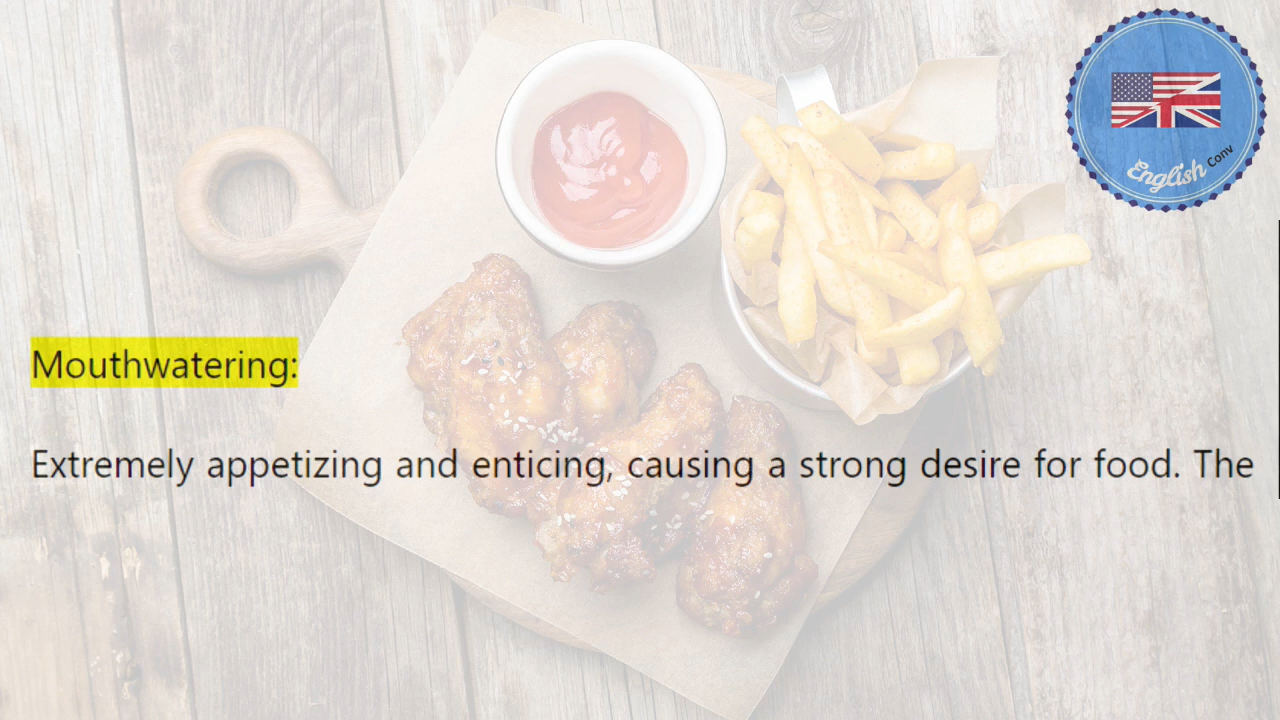 English Conv
Mouthwatering:
Extremely appetizing and enticing, causing a strong desire for food. The